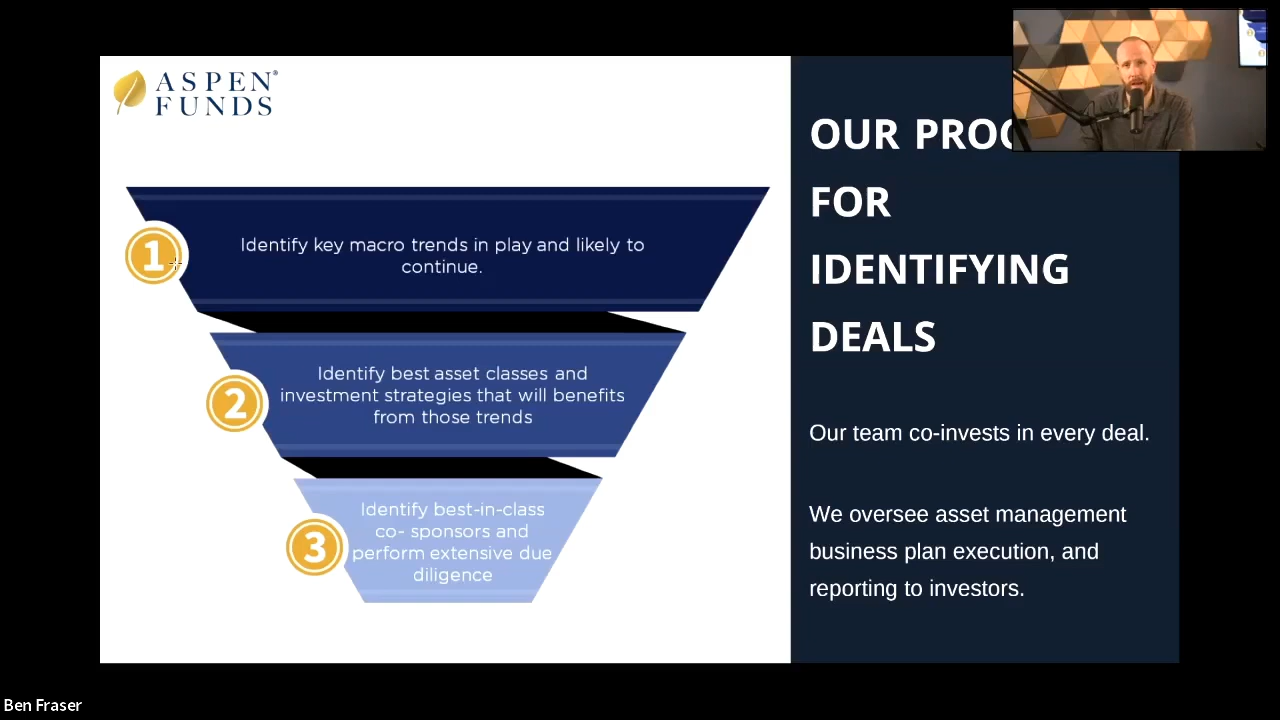 ASPEN®
FUNDS
1
Identify key macro trends in play and likely to
continue.
2
Identify best asset classes and
investment strategies that will benefits
from those trends
3
Identify best-in-class
co- sponsors and
perform extensive due
diligence
OUR
FOR
IDENTIFYING
DEALS
Our team co-invests in every deal.
We oversee asset management
business plan execution, and
reporting to investors.
Ben Fraser